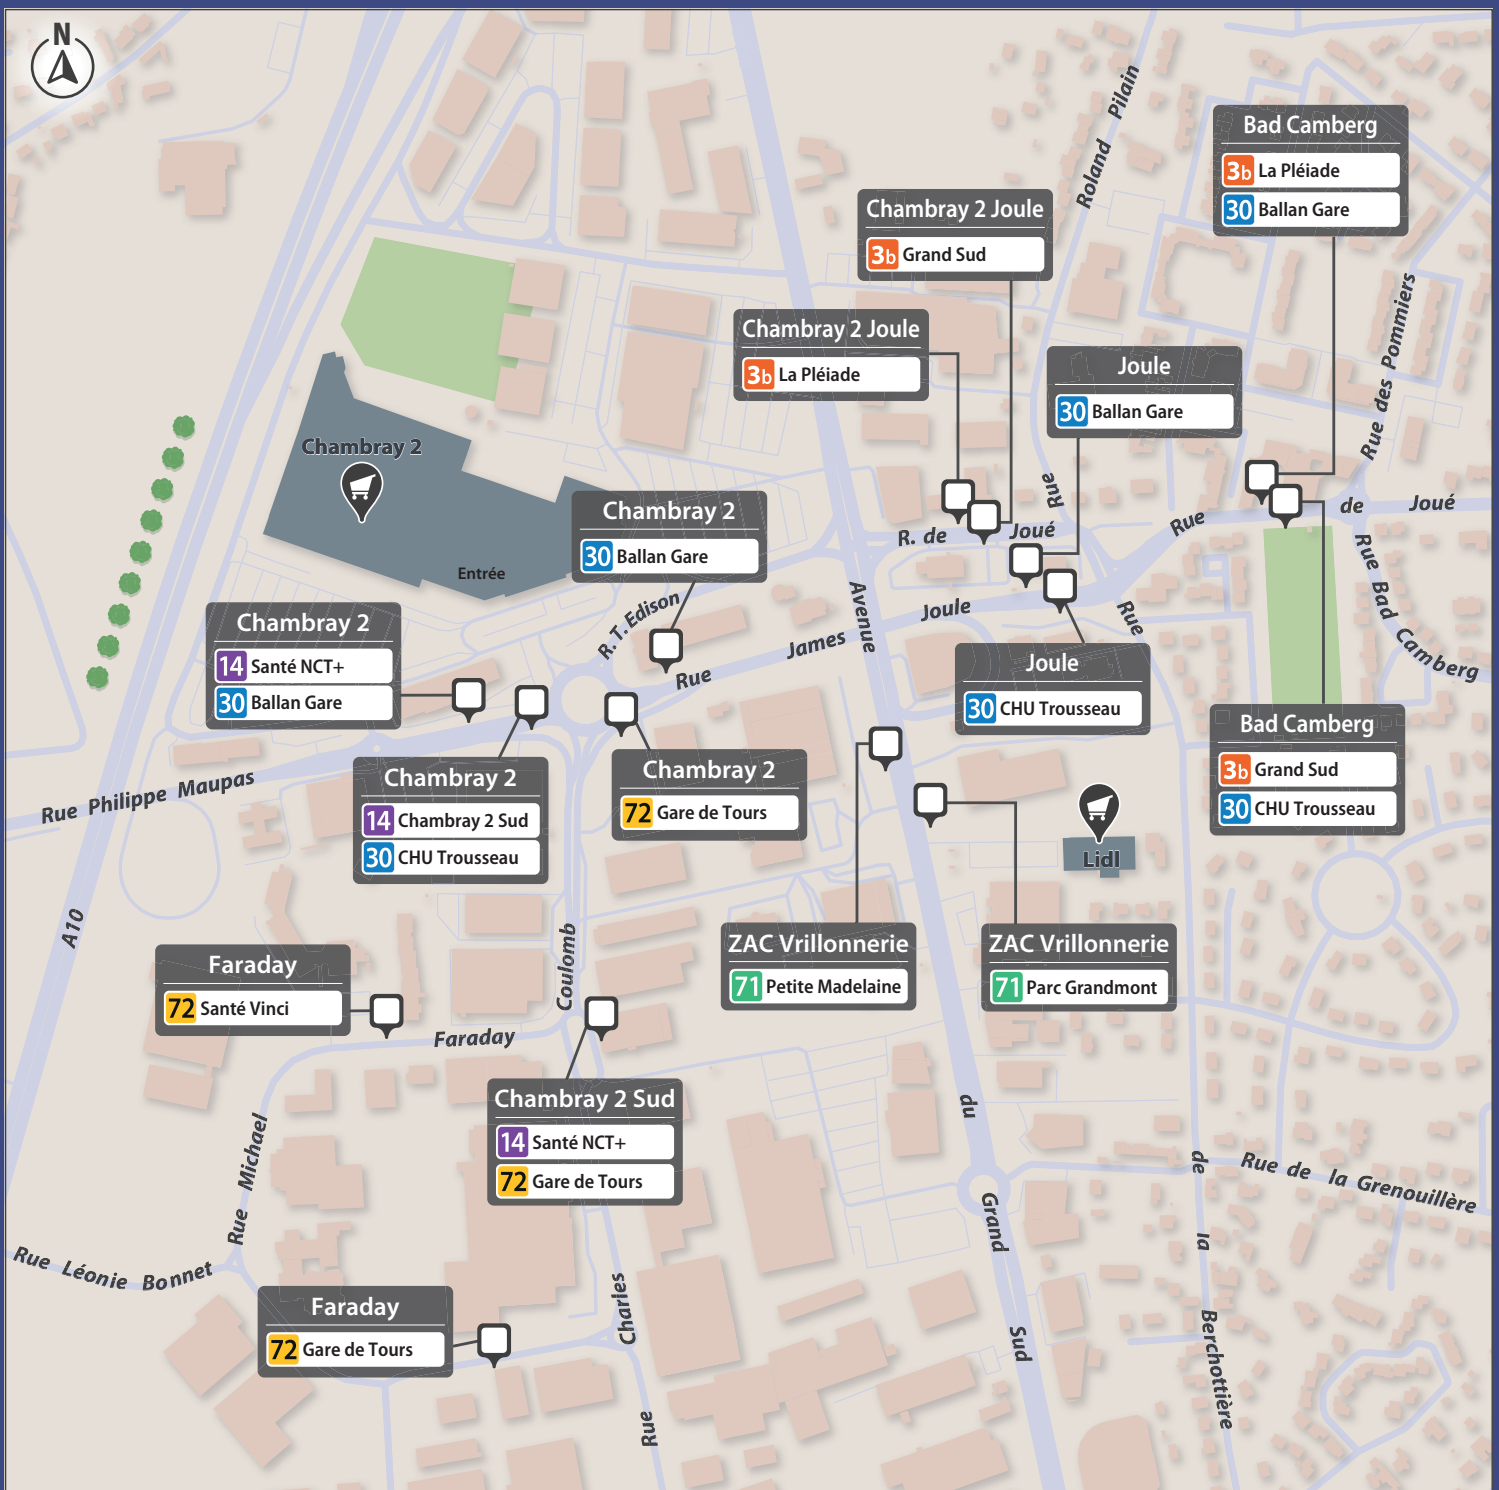 N
Roland Pilain
Bad Camberg
3b La Pléiade
30 Ballan Gare
Chambray 2 Joule
3b Grand Sud
Chambray 2 Joule
3b La Pléiade
Joule
30 Ballan Gare
Rue des Pommiers
Chambray 2
Entrée
Chambray 2
30 Ballan Gare
Rue
R. de Joué
Rue de Joué
Rue Bad Camberg
Avenue
R. T. Edison
Rue James Joule
Rue
Chambray 2
14 Santé NCT+
30 Ballan Gare
Joule
30 CHU Trousseau
Bad Camberg
3b Grand Sud
30 CHU Trousseau
Chambray 2
14 Chambray 2 Sud
30 CHU Trousseau
Chambray 2
72 Gare de Tours
Rue Philippe Maupas
Lidl
A10
Coulomb
ZAC Vrillonnerie
71 Petite Madelaine
ZAC Vrillonnerie
71 Parc Grandmont
Faraday
72 Santé Vinci
Faraday
Chambray 2 Sud
14 Santé NCT+
72 Gare de Tours
du
Rue Michael
de
Rue de la Grenouillère
Grand
la
Rue Léonie Bonnet
Faraday
72 Gare de Tours
Charles
Sud
Berchottière
Rue